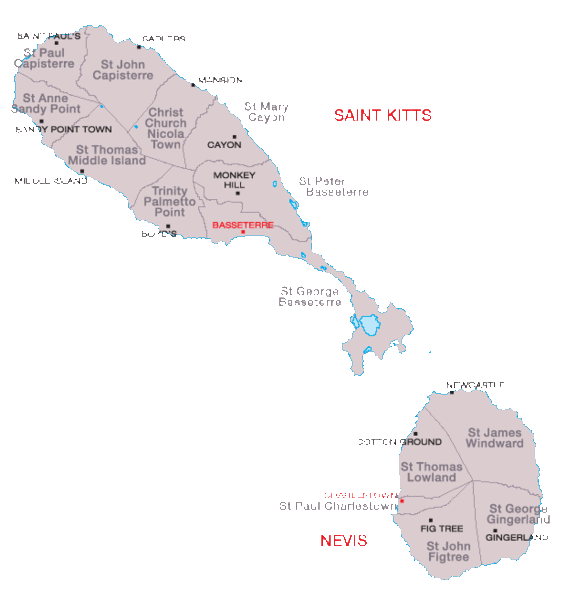 SAINT PAUL'S
SADLERS
St Paul
Capisterre
St John
Capisterre
MANSION
St Anne
Sandy Point
St Mary
Cayon
Christ
Church
Nicola
Town
SAINT KITTS
SANDY POINT TOWN
CAYON
St Thomas
Middle Island
MONKEY
HILL
MIDDLE ISLAND
St Peter
Basseterre
Trinity
Palmetto
Point
BASSETERRE
BOYD'S
St George
Basseterre
NEWCASTLE
St James
Windward
COTTON GROUND
St Thomas
Lowland
CHARLESTOWN
St Paul Charlestown
St George
Gingerland
FIG TREE
GINGERLAND
NEVIS
St John
Figtree